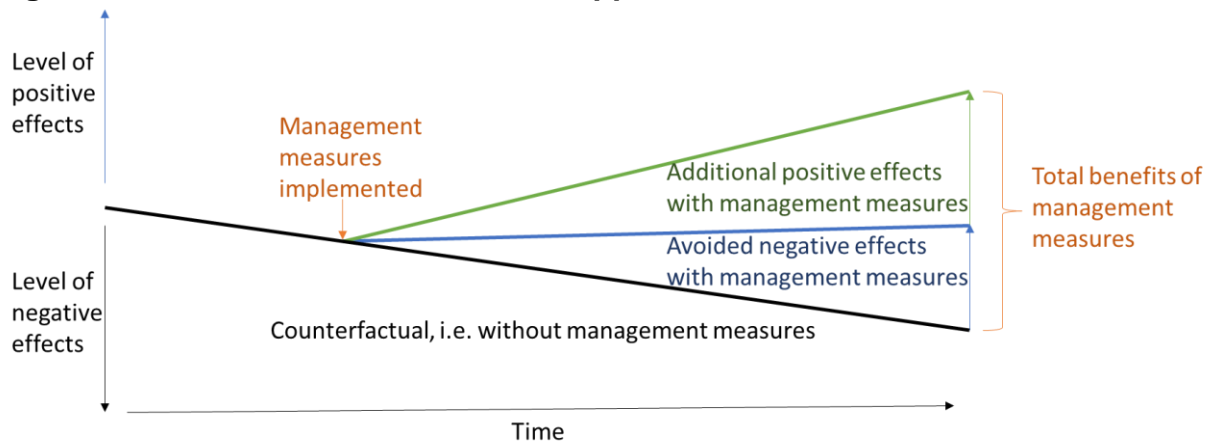 Level of
positive
effects
Management
measures
implemented
Additional positive effects
with management measures
Total benefits of
management
measures
Avoided negative effects
with management measures
Level of
negative
effects
Counterfactual, i.e. without management measures
Time